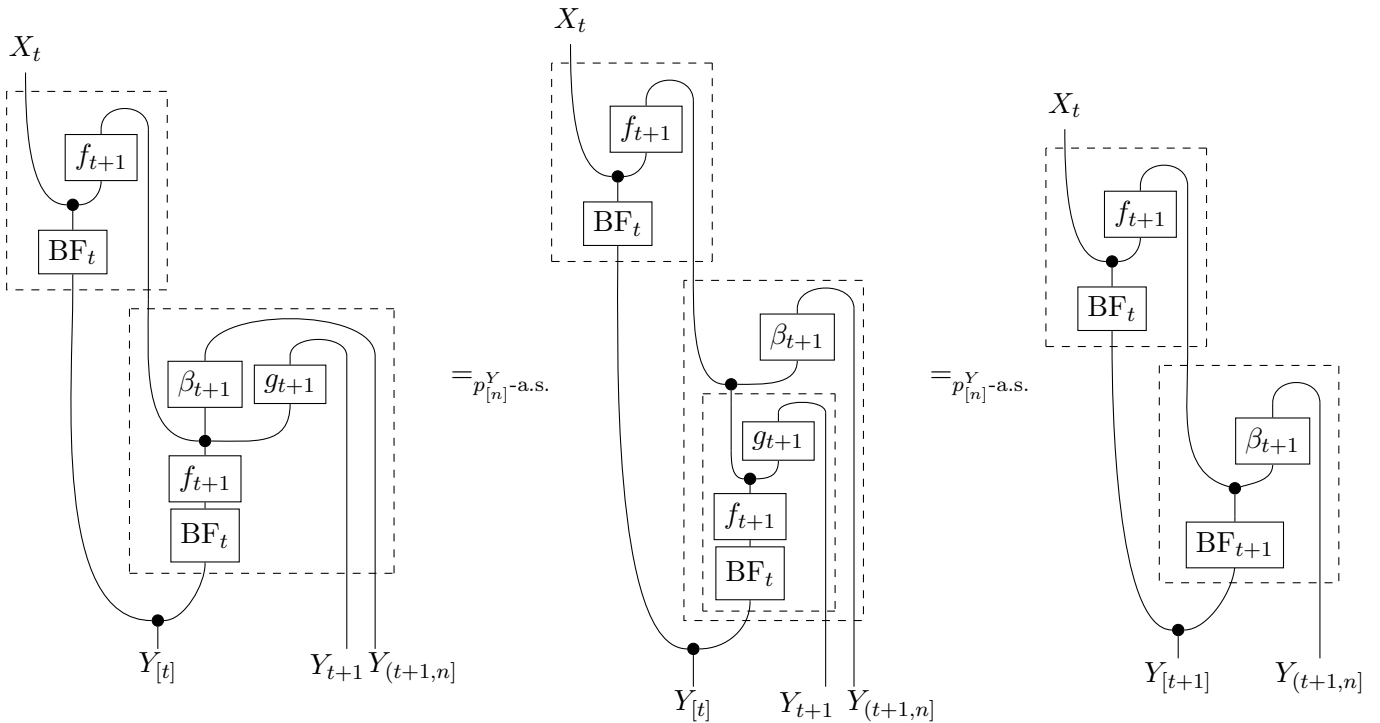 X_t
f_{t+1}
BF_t
β_{t+1}
g_{t+1}
f_{t+1}
BF_t
Y_{[t]}
Y_{t+1}
Y_{(t+1,n]}
=_{p^Y_{[n]}-a.s.}
X_t
f_{t+1}
BF_t
β_{t+1}
g_{t+1}
f_{t+1}
BF_t
Y_{[t]}
Y_{t+1}
Y_{(t+1,n]}
=_{p^Y_{[n]}-a.s.}
X_t
f_{t+1}
BF_t
β_{t+1}
BF_{t+1}
Y_{[t+1]}
Y_{(t+1,n]}